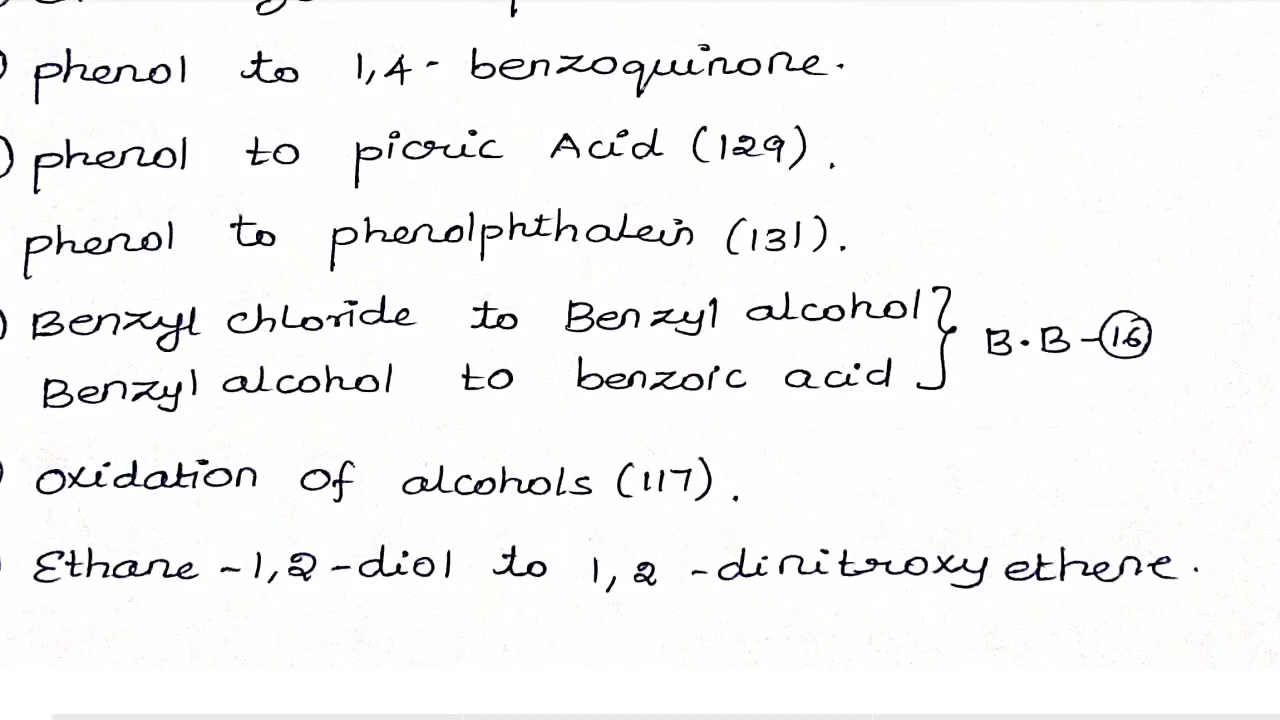 ) phenol to 1,4- benzoquinone.
) phenol to picric Acid (129).
phenol to phenolphthalein (131).
) Benzyl chloride to Benzyl alcohol } B.B - 16
Benzyl alcohol to benzoic acid
oxidation of alcohols (117).
Ethane -1,2-diol to 1,2 -dinitroxy ethene.